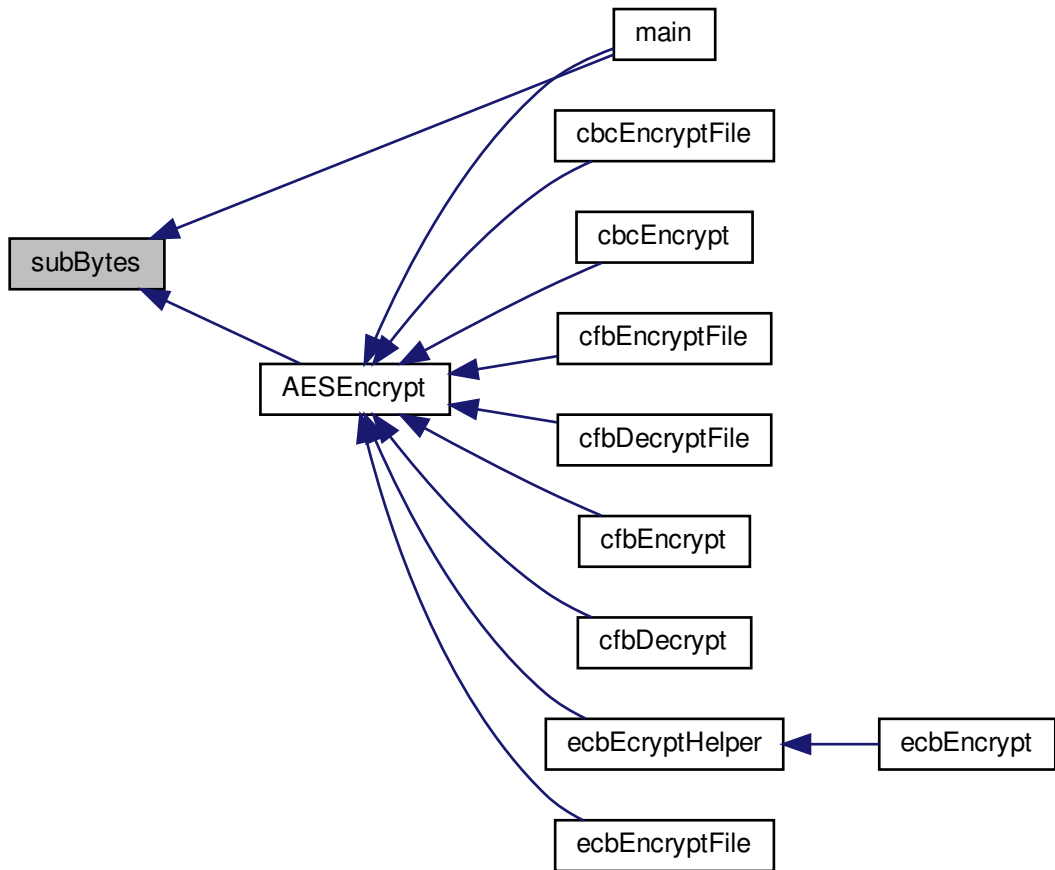 main
cbcEncryptFile
cbcEncrypt
subBytes
cfbEncryptFile
AESEncrypt
cfbDecryptFile
cfbEncrypt
cfbDecrypt
ecbEcryptHelper
ecbEncrypt
ecbEncryptFile